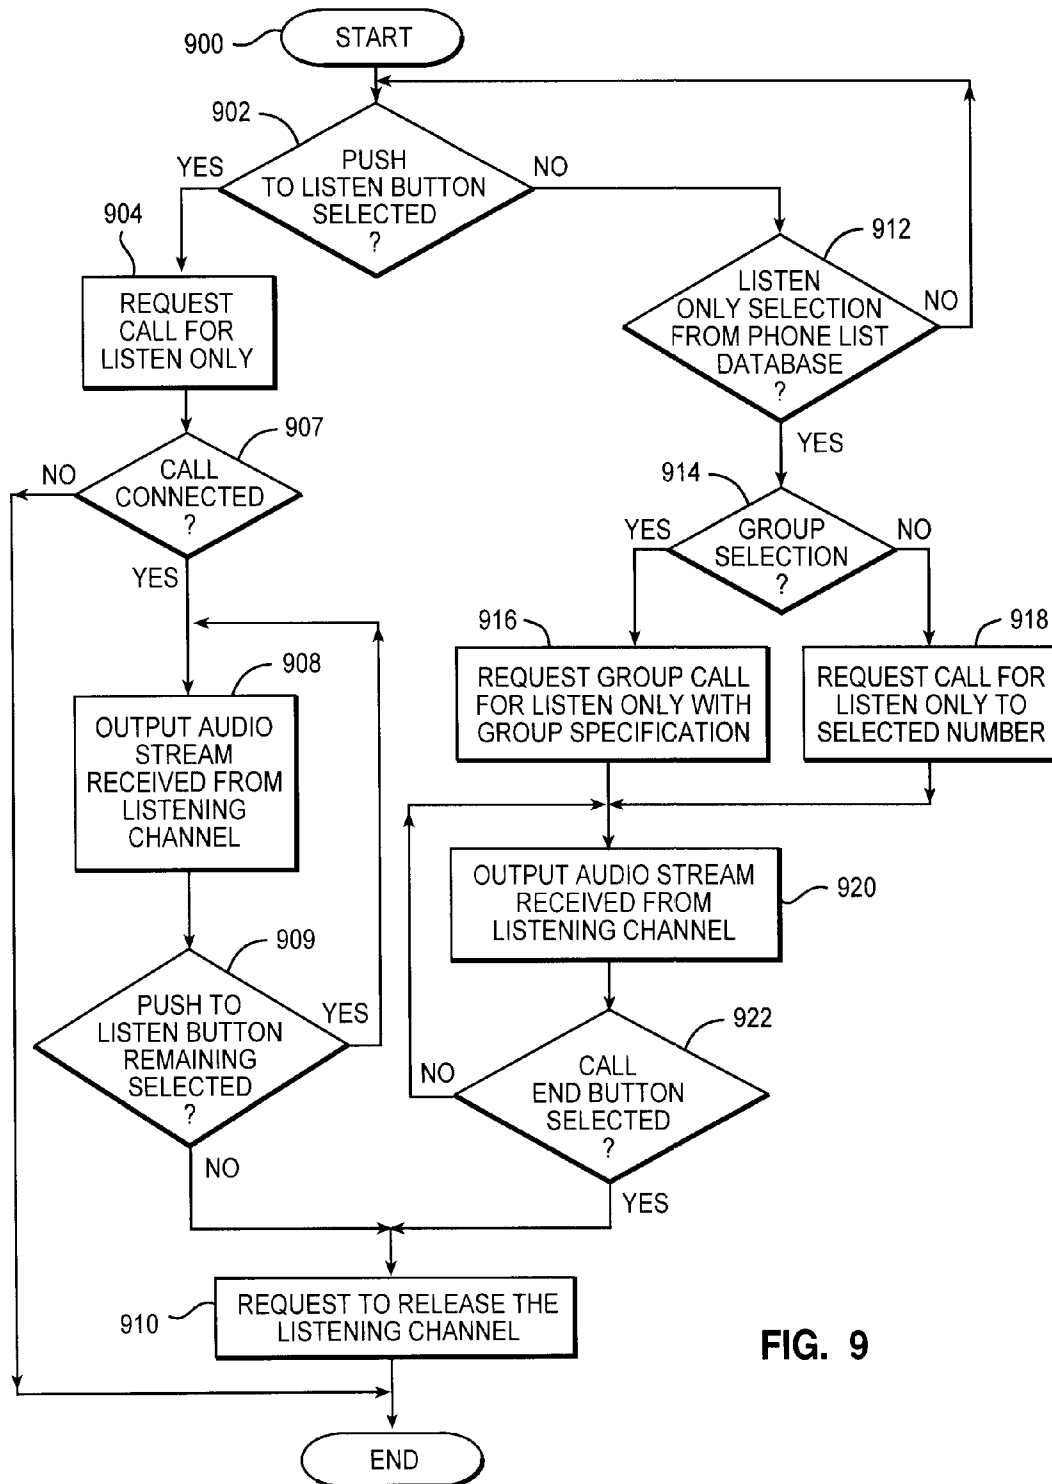 900
START
902
YES
PUSH
TO LISTEN BUTTON
SELECTED
?
NO
904
REQUEST
CALL FOR
LISTEN ONLY
912
LISTEN
ONLY SELECTION
FROM PHONE LIST
DATABASE
?
NO
YES
907
NO
CALL
CONNECTED
?
YES
914
YES
GROUP
SELECTION
?
NO
916
REQUEST GROUP CALL
FOR LISTEN ONLY WITH
GROUP SPECIFICATION
918
REQUEST CALL FOR
LISTEN ONLY TO
SELECTED NUMBER
908
OUTPUT AUDIO
STREAM
RECEIVED FROM
LISTENING
CHANNEL
OUTPUT AUDIO STREAM
RECEIVED FROM
LISTENING CHANNEL
920
909
PUSH TO
LISTEN BUTTON
REMAINING
SELECTED
?
YES
NO
922
NO
CALL
END BUTTON
SELECTED
?
YES
910
REQUEST TO RELEASE THE
LISTENING CHANNEL
FIG. 9
END